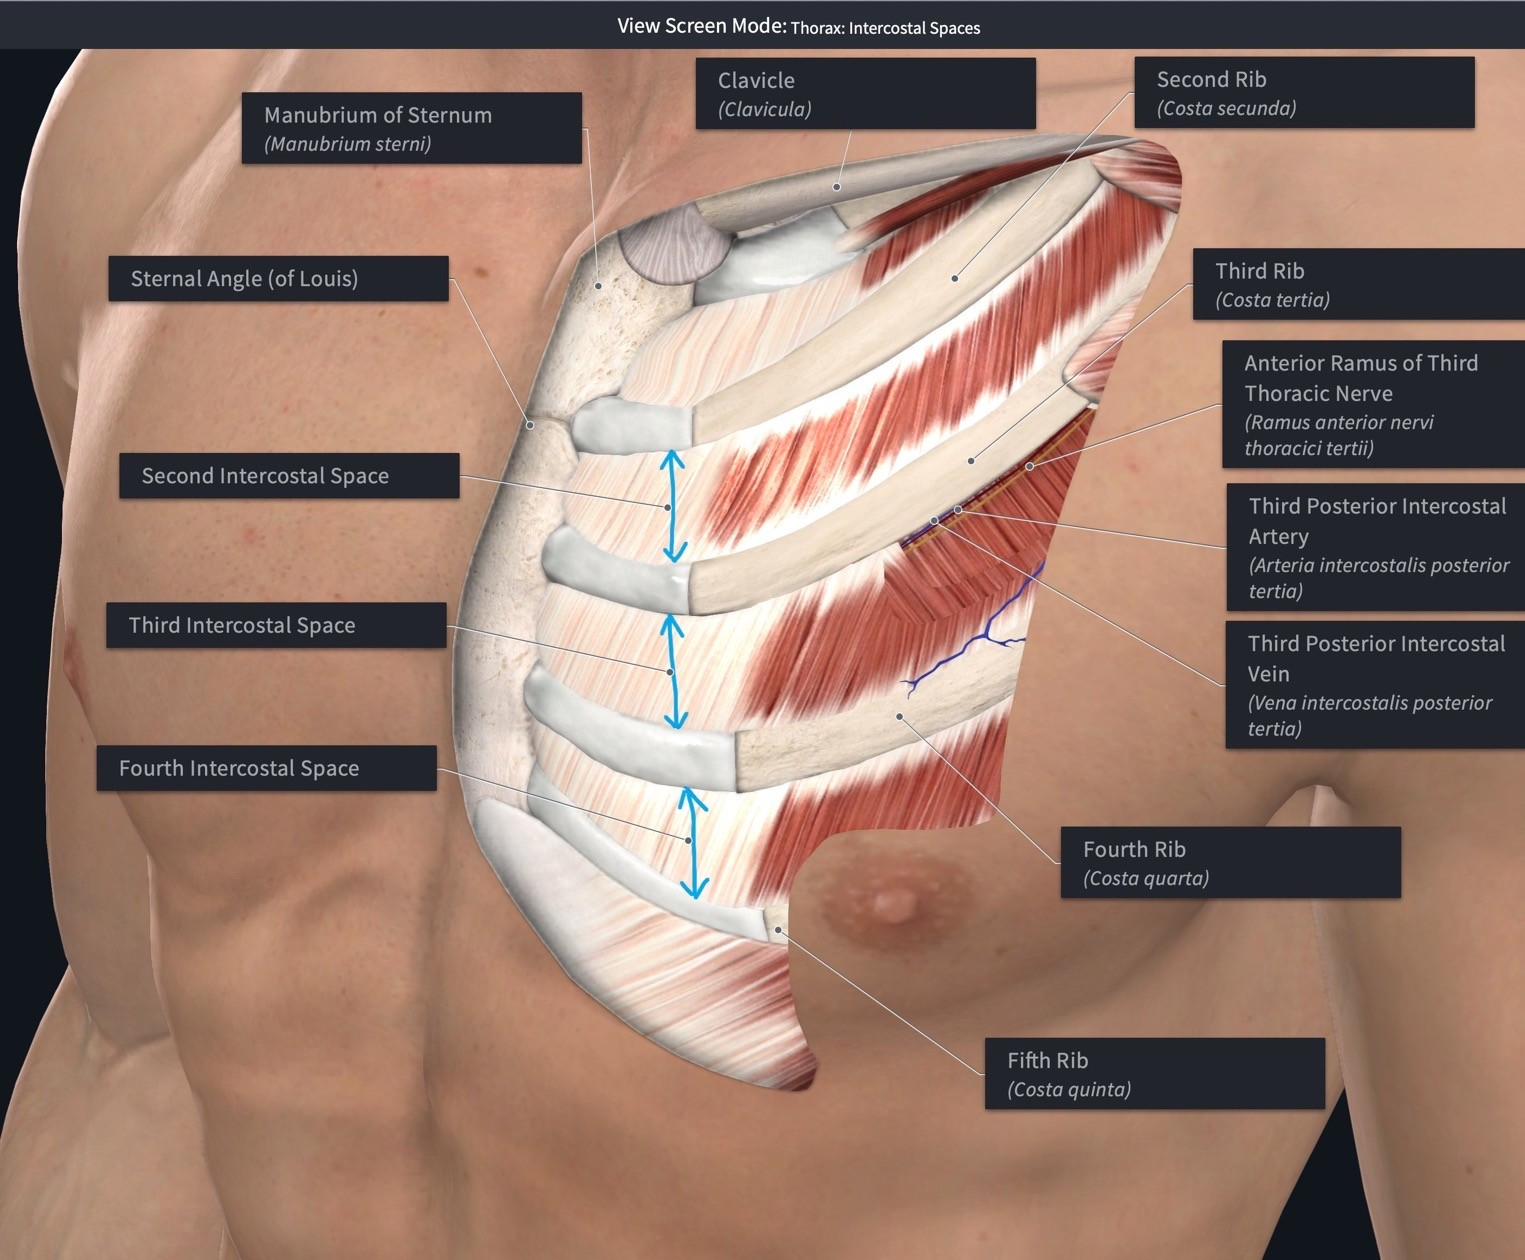 View Screen Mode: Thorax: Intercostal Spaces
Clavicle
(Clavicula)
Second Rib
(Costa secunda)
Manubrium of Sternum
(Manubrium sterni)
Sternal Angle (of Louis)
Third Rib
(Costa tertia)
Anterior Ramus of Third
Thoracic Nerve
(Ramus anterior nervi
thoracici tertii)
Second Intercostal Space
Third Posterior Intercostal
Artery
(Arteria intercostalis posterior
tertia)
Third Intercostal Space
Third Posterior Intercostal
Vein
(Vena intercostalis posterior
tertia)
Fourth Intercostal Space
Fourth Rib
(Costa quarta)
Fifth Rib
(Costa quinta)